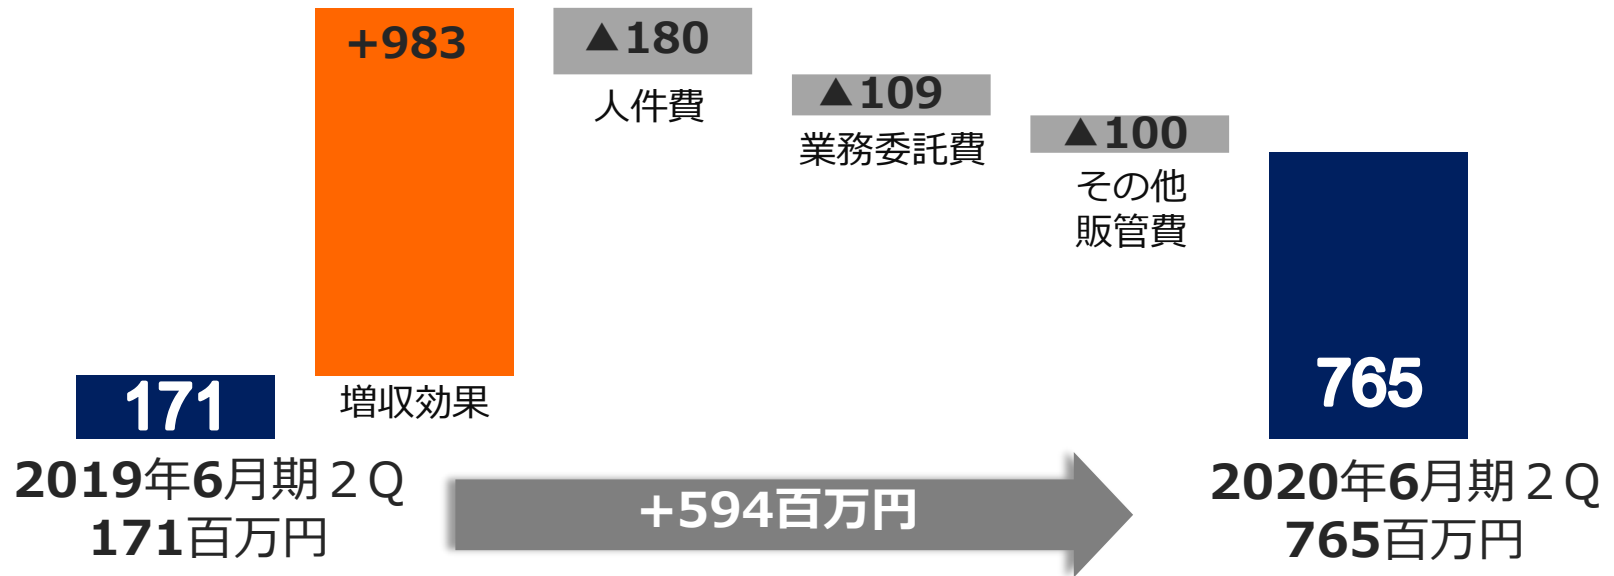 +983
増収効果
▲180
人件費
▲109
業務委託費
▲100
その他
販管費
171
2019年6月期２Ｑ
171百万円
+594百万円
765
2020年6月期２Ｑ
765百万円